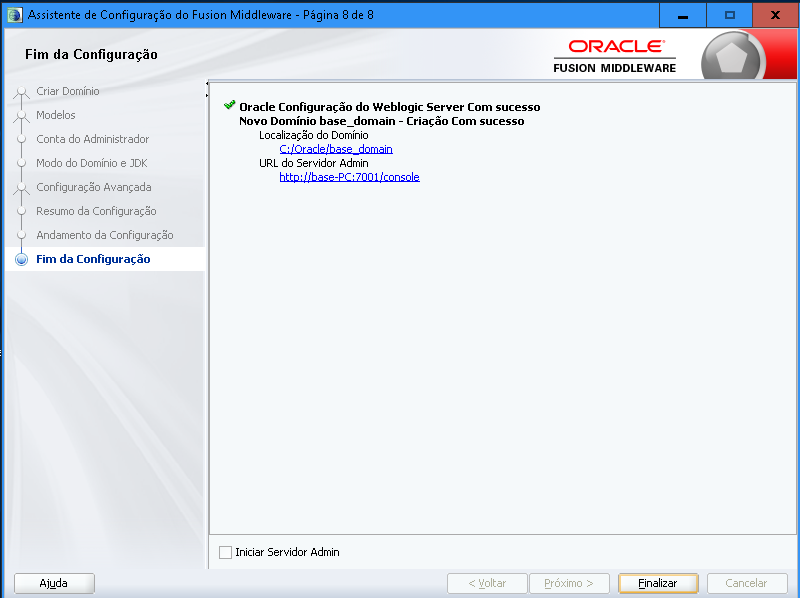 Assistente de Configuração do Fusion Middleware - Página 8 de 8
Fim da Configuração
ORACLE®
FUSION MIDDLEWARE
Criar Domínio
Modelos
Conta do Administrador
Modo do Domínio e JDK
Configuração Avançada
Resumo da Configuração
Andamento da Configuração
Fim da Configuração
Oracle Configuração do Weblogic Server Com sucesso
Novo Domínio base_domain - Criação Com sucesso
Localização do Domínio
C:/Oracle/base_domain
URL do Servidor Admin
http://base-PC:7001/console
Iniciar Servidor Admin
Ajuda
< Voltar
Próximo >
Finalizar
Cancelar